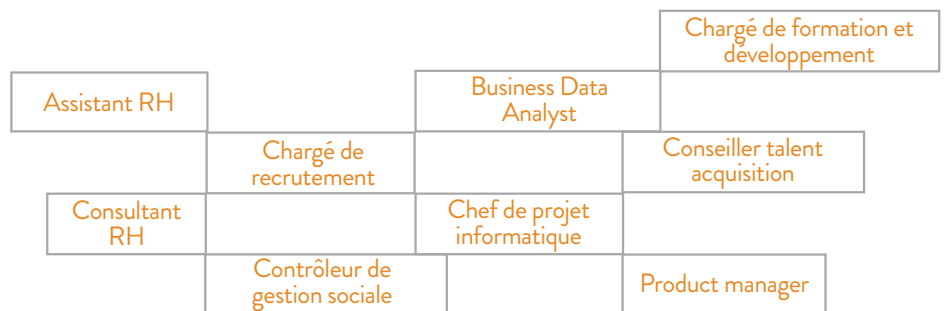 Chargé de formation et
développement
Assistant RH
Business Data
Analyst
Chargé de
recrutement
Conseiller talent
acquisition
Consultant
RH
Chef de projet
informatique
Contrôleur de
gestion sociale
Product manager